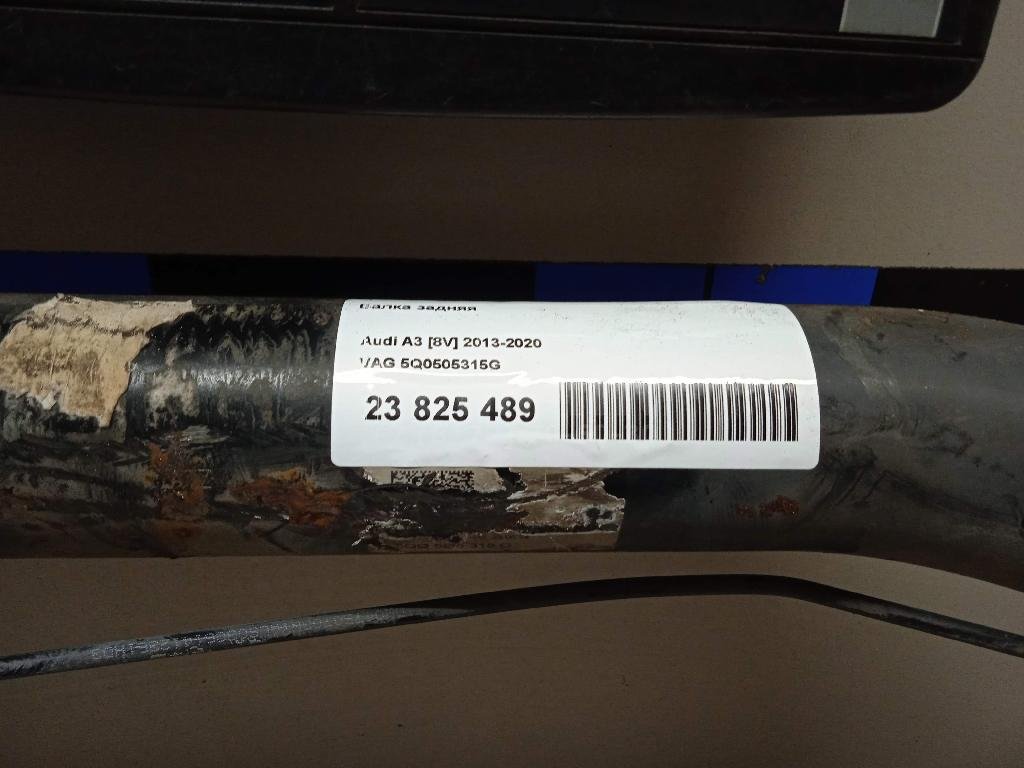 Балка задняя
Audi A3 [8V] 2013-2020
VAG 5Q0505315G
23 825 489